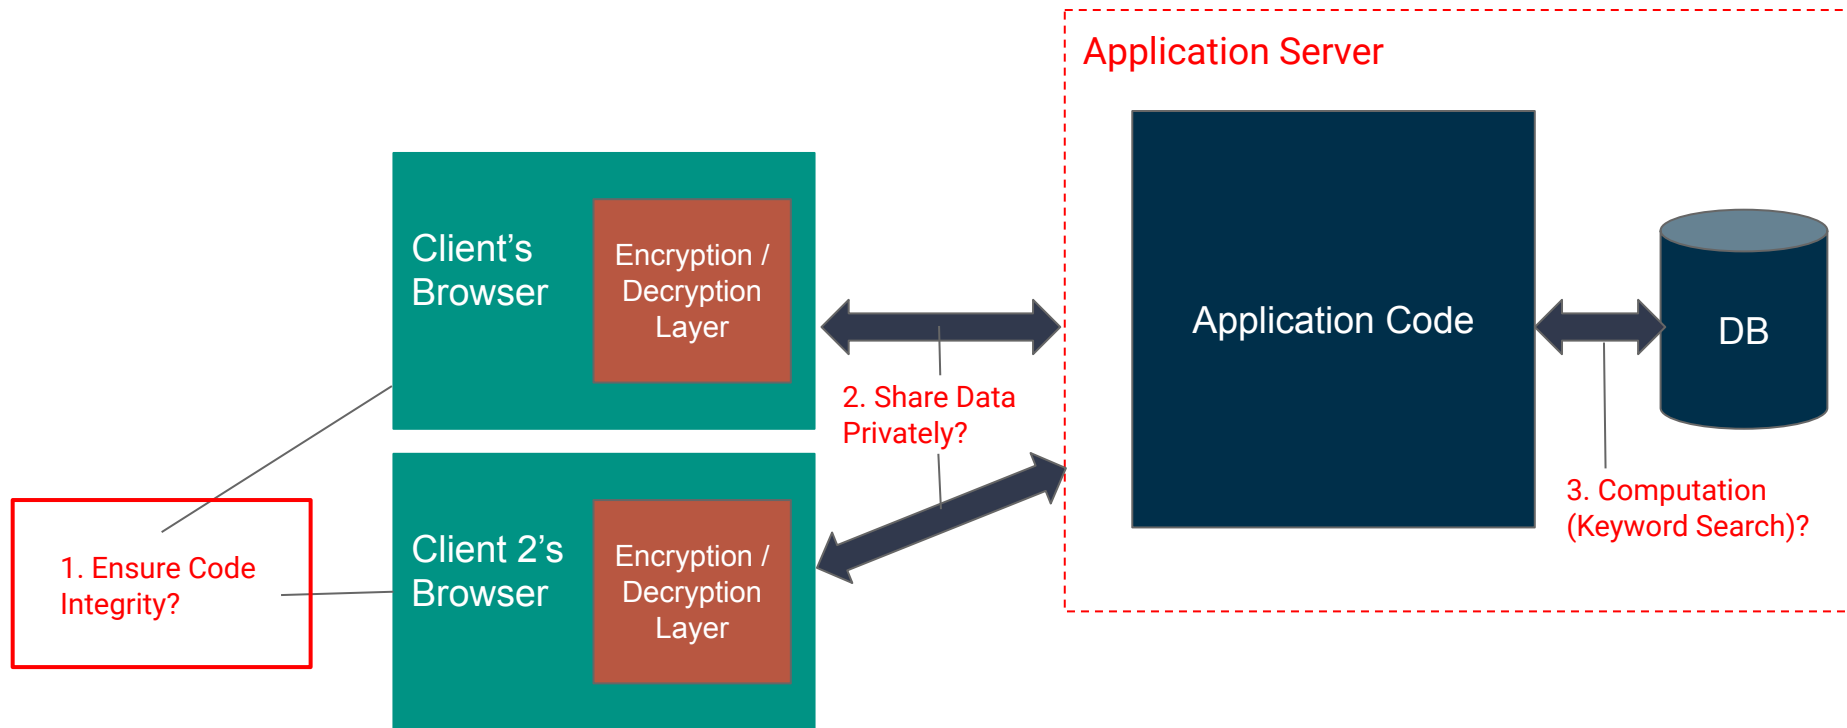 Application Server
Client's
Browser
Encryption /
Decryption
Layer
Application Code
DB
2. Share Data
Privately?
3. Computation
(Keyword Search)?
1. Ensure Code
Integrity?
Client 2's
Browser
Encryption /
Decryption
Layer